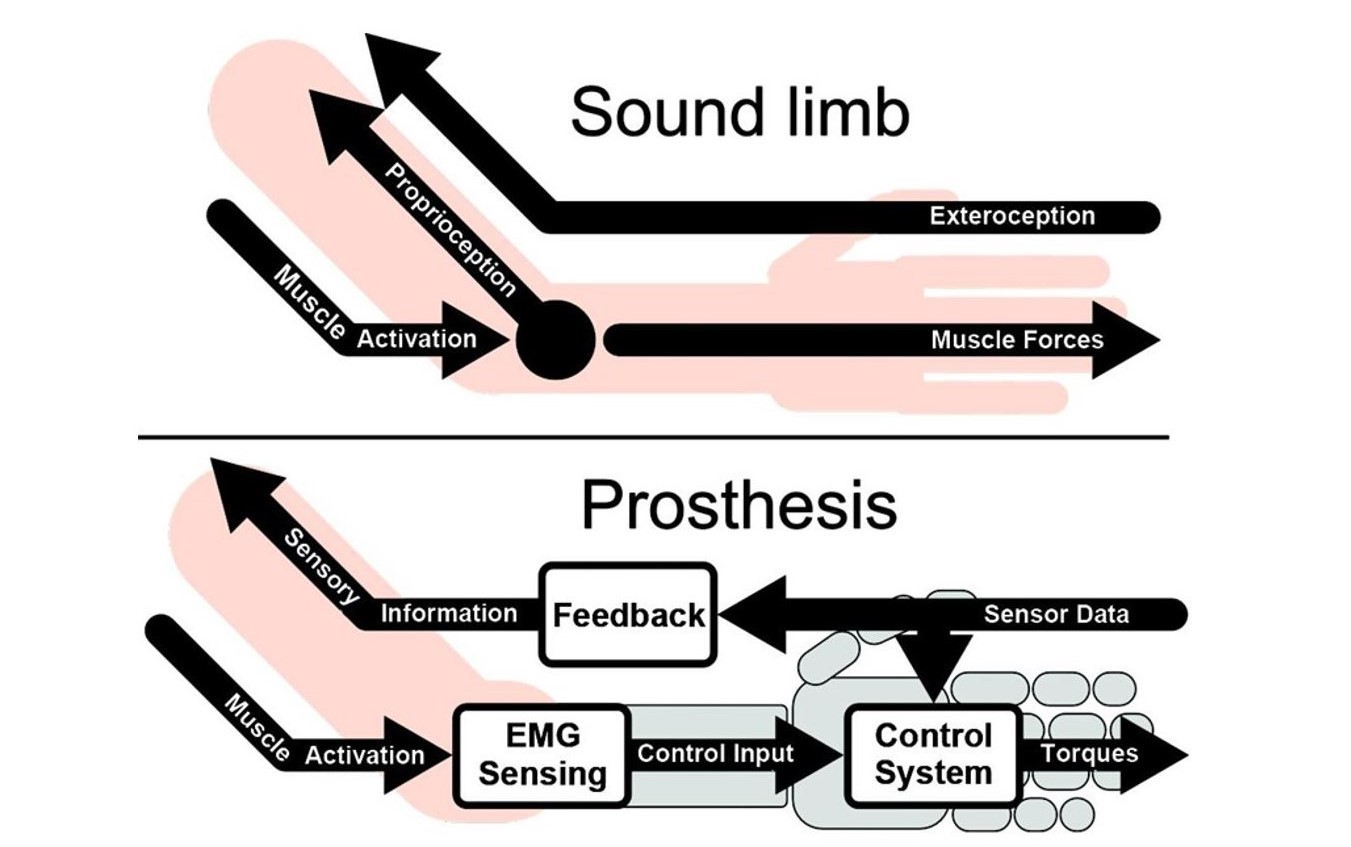 Sound limb
Exteroception
Proprioception
Muscle Activation
Muscle Forces
Prosthesis
Sensory Information
Feedback
Sensor Data
Muscle Activation
EMG
Sensing
Control Input
Control
System
Torques